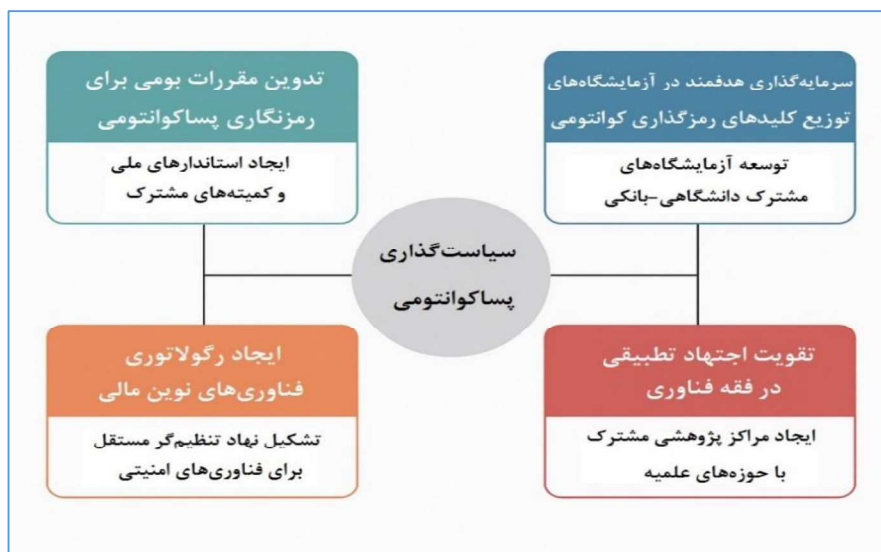 سرمایه‌گذاری هدفمند در آزمایشگاه‌های
توزیع کلیدهای رمزگذاری کوانتومی
توسعه آزمایشگاه‌های
مشترک دانشگاهی-بانکی
تدوین مقررات بومی برای
رمزنگاری پساکوانتومی
ایجاد استاندارهای ملی
و کمیته‌های مشترک
سیاست‌گذاری
پساکوانتومی
تقویت اجتهاد تطبیقی
در فقه فناوری
ایجاد مراکز پژوهشی مشترک
با حوزه‌های علمیه
ایجاد رگولاتوری
فناوری‌های نوین مالی
تشکیل نهاد تنظیم‌گر مستقل
برای فناوری‌های امنیتی